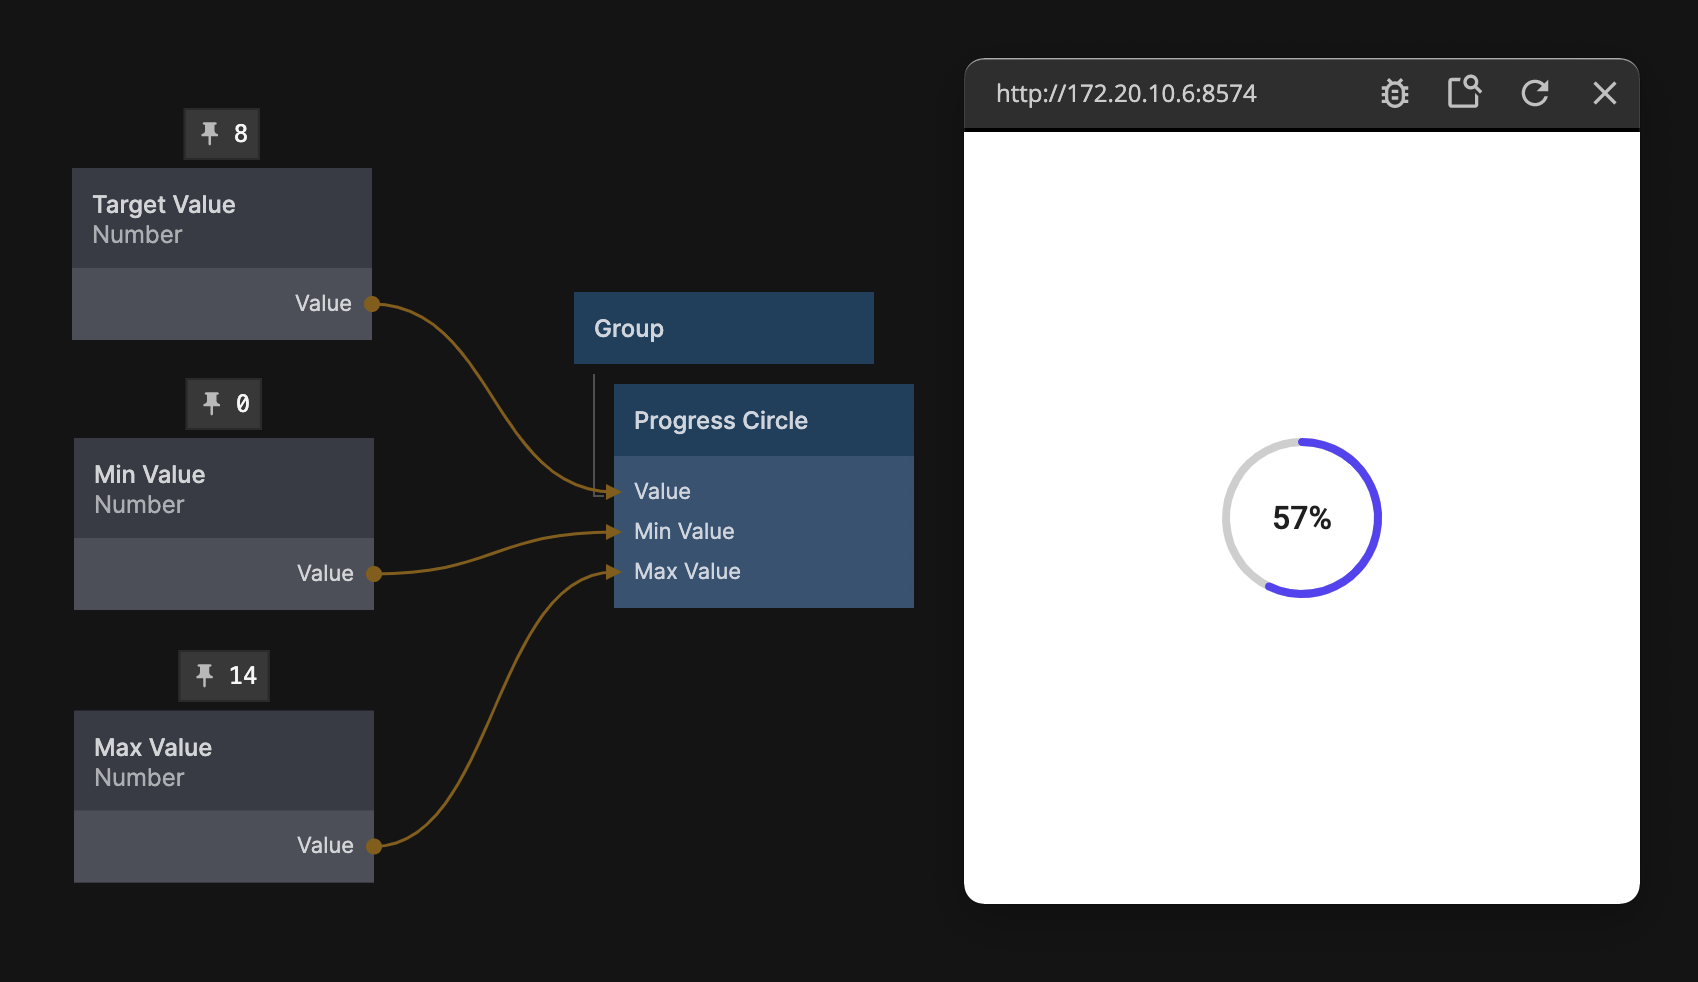 8
Target Value
Number
Value
0
Min Value
Number
Value
14
Max Value
Number
Value
Group
Progress Circle
Value
Min Value
Max Value
http://172.20.10.6:8574
57%